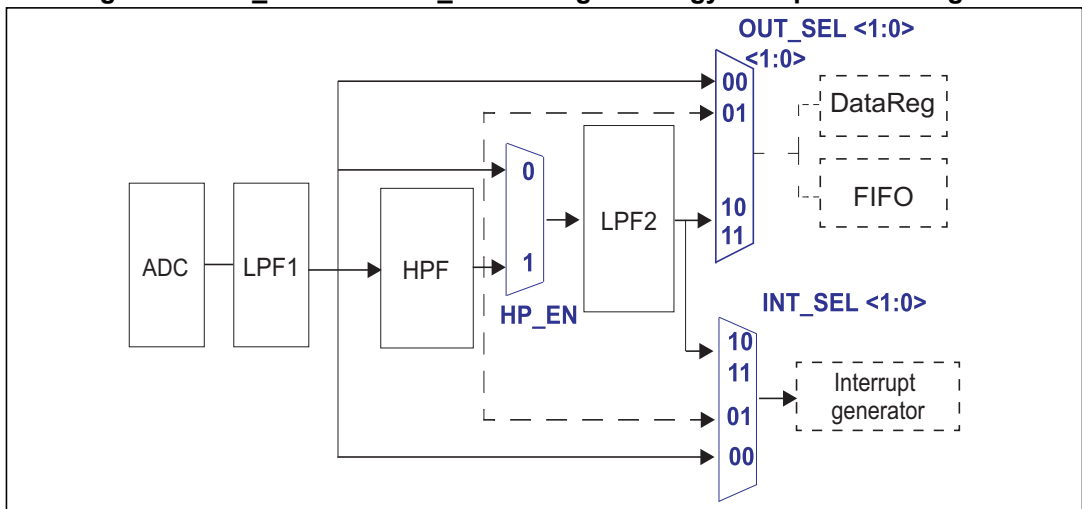 OUT_SEL <1:0>
<1:0>
00
01
10
11
DataReg
FIFO
ADC
LPF1
HPF
0
1
HP_EN
LPF2
INT_SEL <1:0>
10
11
01
00
Interrupt
generator